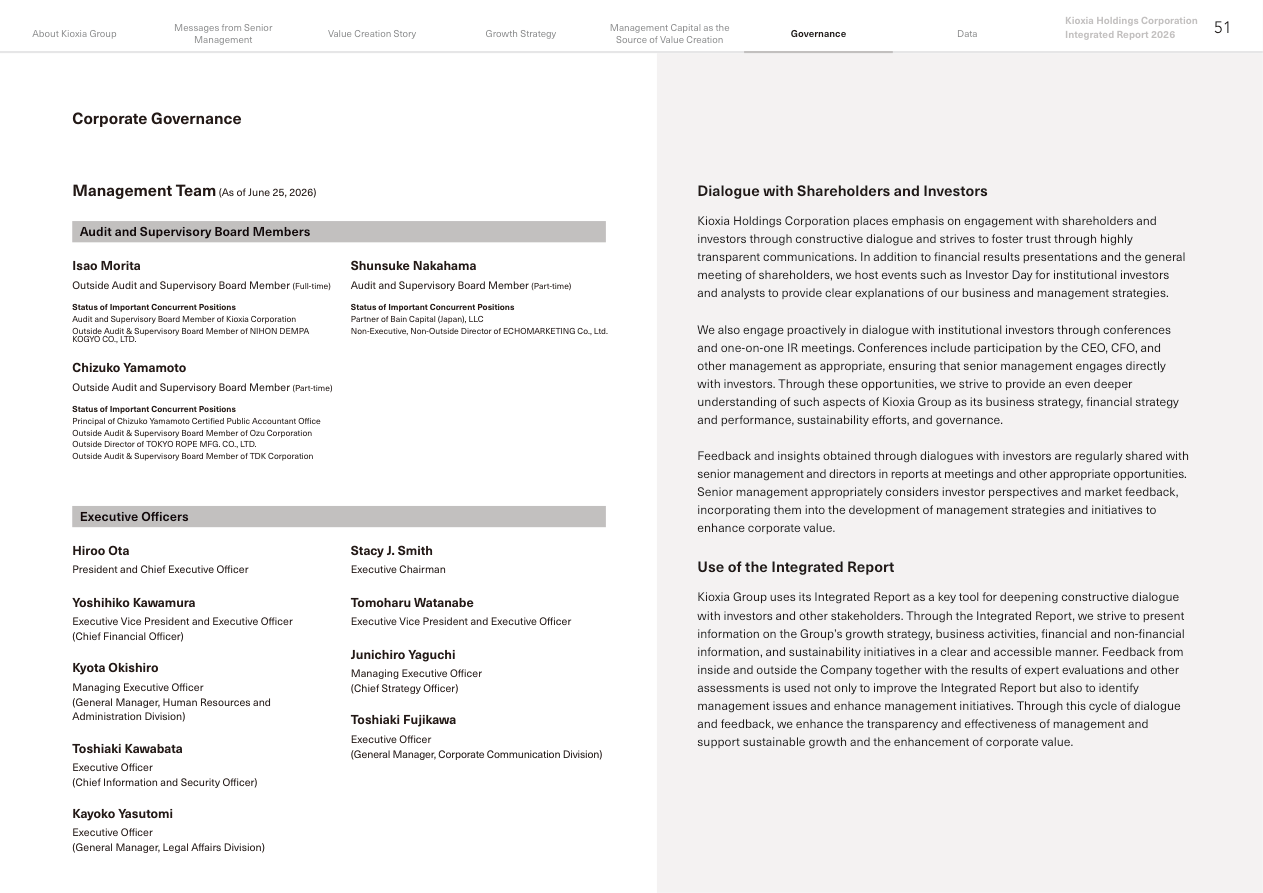 About Kioxia Group
Messages from Senior
Management
Value Creation Story
Growth Strategy
Management Capital as the
Source of Value Creation
Governance
Data
Kioxia Holdings Corporation
Integrated Report 2026
51
Corporate Governance
Management Team (As of June 25, 2026)
Audit and Supervisory Board Members
Isao Morita
Outside Audit and Supervisory Board Member (Full-time)
Status of Important Concurrent Positions
Audit and Supervisory Board Member of Kioxia Corporation
Outside Audit & Supervisory Board Member of NIHON DEMPA
KOGYO CO., LTD.
Shunsuke Nakahama
Audit and Supervisory Board Member (Part-time)
Status of Important Concurrent Positions
Partner of Bain Capital (Japan), LLC
Non-Executive, Non-Outside Director of ECHOMARKETING Co., Ltd.
Chizuko Yamamoto
Outside Audit and Supervisory Board Member (Part-time)
Status of Important Concurrent Positions
Principal of Chizuko Yamamoto Certified Public Accountant Office
Outside Audit & Supervisory Board Member of Ozu Corporation
Outside Director of TOKYO ROPE MFG. CO., LTD.
Outside Audit & Supervisory Board Member of TDK Corporation
Executive Officers
Hiroo Ota
President and Chief Executive Officer
Yoshihiko Kawamura
Executive Vice President and Executive Officer
(Chief Financial Officer)
Kyota Okishiro
Managing Executive Officer
(General Manager, Human Resources and
Administration Division)
Toshiaki Kawabata
Executive Officer
(Chief Information and Security Officer)
Kayoko Yasutomi
Executive Officer
(General Manager, Legal Affairs Division)
Stacy J. Smith
Executive Chairman
Tomoharu Watanabe
Executive Vice President and Executive Officer
Junichiro Yaguchi
Managing Executive Officer
(Chief Strategy Officer)
Toshiaki Fujikawa
Executive Officer
(General Manager, Corporate Communication Division)
Dialogue with Shareholders and Investors
Kioxia Holdings Corporation places emphasis on engagement with shareholders and
investors through constructive dialogue and strives to foster trust through highly
transparent communications. In addition to financial results presentations and the general
meeting of shareholders, we host events such as Investor Day for institutional investors
and analysts to provide clear explanations of our business and management strategies.
We also engage proactively in dialogue with institutional investors through conferences
and one-on-one IR meetings. Conferences include participation by the CEO, CFO, and
other management as appropriate, ensuring that senior management engages directly
with investors. Through these opportunities, we strive to provide an even deeper
understanding of such aspects of Kioxia Group as its business strategy, financial strategy
and performance, sustainability efforts, and governance.
Feedback and insights obtained through dialogues with investors are regularly shared with
senior management and directors in reports at meetings and other appropriate opportunities.
Senior management appropriately considers investor perspectives and market feedback,
incorporating them into the development of management strategies and initiatives to
enhance corporate value.
Use of the Integrated Report
Kioxia Group uses its Integrated Report as a key tool for deepening constructive dialogue
with investors and other stakeholders. Through the Integrated Report, we strive to present
information on the Group's growth strategy, business activities, financial and non-financial
information, and sustainability initiatives in a clear and accessible manner. Feedback from
inside and outside the Company together with the results of expert evaluations and other
assessments is used not only to improve the Integrated Report but also to identify
management issues and enhance management initiatives. Through this cycle of dialogue
and feedback, we enhance the transparency and effectiveness of management and
support sustainable growth and the enhancement of corporate value.